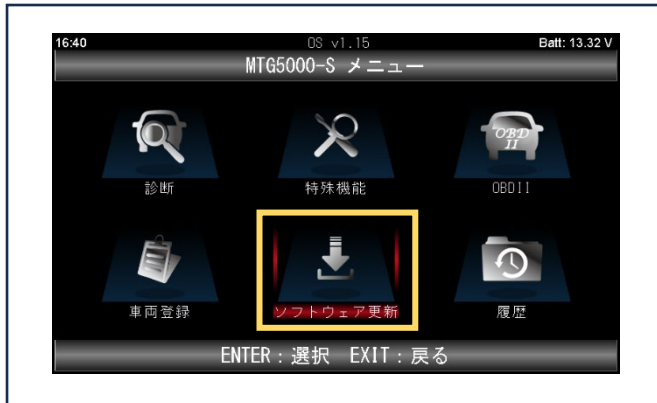 16:40 OS v1.15 Batt: 13.32 V
MTG5000-S メニュー
OBD II
診断 特殊機能 OBDII
車両登録 ソフトウェア更新 履歴
ENTER：選択 EXIT：戻る